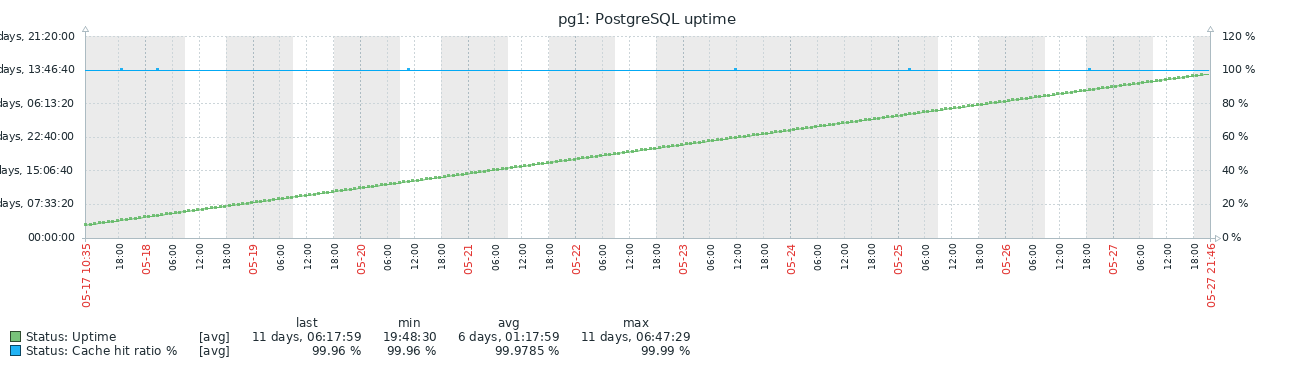 pg1: PostgreSQL uptime
days, 21:20:00 120 %
days, 13:46:40 100 %
days, 06:13:20 80 %
days, 22:40:00 60 %
days, 15:06:40 40 %
days, 07:33:20 20 %
00:00:00 0 %
05-17 10:35 18:00 05-18 06:00 12:00 18:00 05-19 06:00 12:00 18:00 05-20 06:00 12:00 18:00 05-21 06:00 12:00 18:00 05-22 06:00 12:00 18:00 05-23 06:00 12:00 18:00 05-24 06:00 12:00 18:00 05-25 06:00 12:00 18:00 05-26 06:00 12:00 18:00 05-27 06:00 12:00 18:00 05-27 21:46
last min avg max
Status: Uptime [avg] 11 days, 06:17:59 19:48:30 6 days, 01:17:59 11 days, 06:47:29
Status: Cache hit ratio % [avg] 99.96 % 99.96 % 99.9785 % 99.99 %